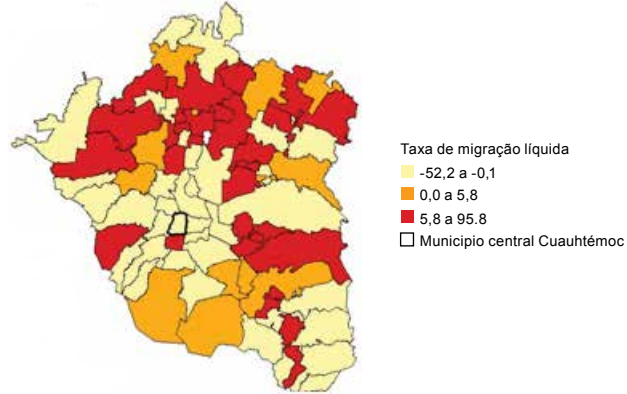 Taxa de migração líquida
-52,2 a -0,1
0,0 a 5,8
5,8 a 95.8
Municipio central Cuauhtémoc